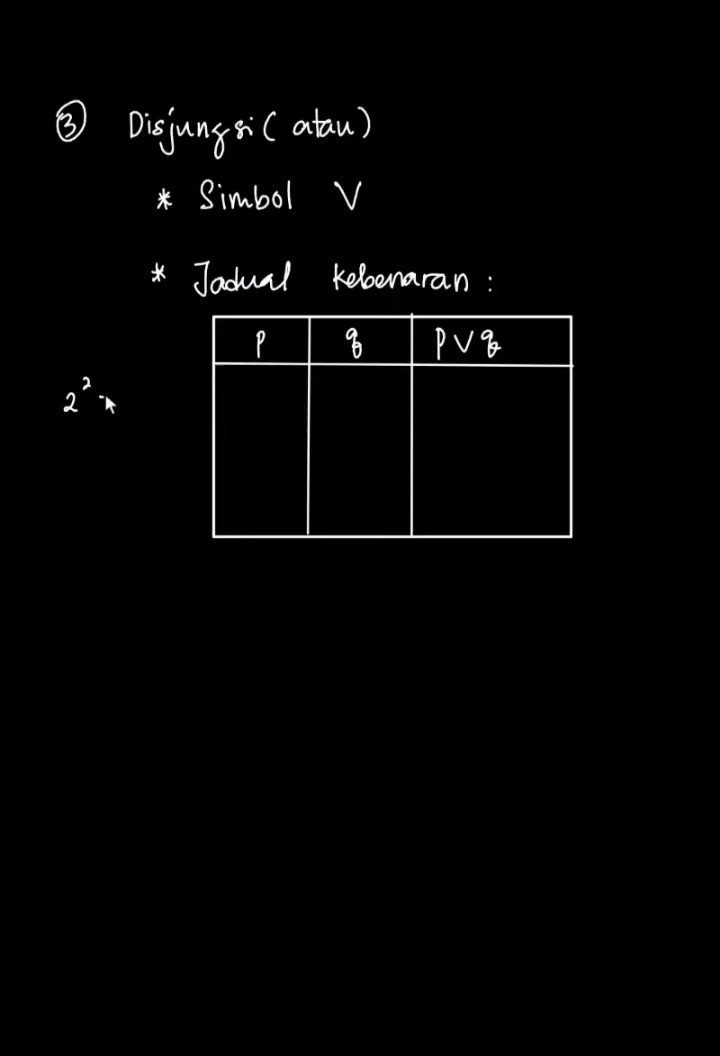 ③ Disjungsi (atau)
* Simbol ∨
* Jadual kebenaran :
p q p ∨ q
2²